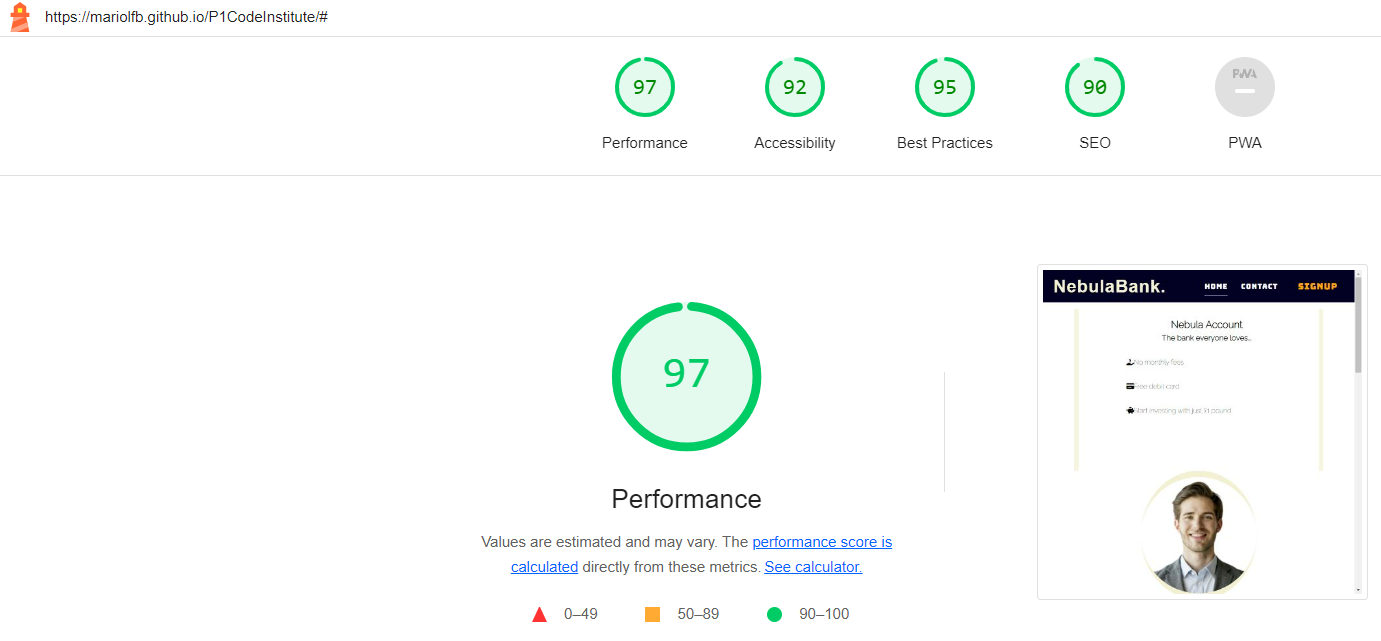 https://mariolfb.github.io/P1CodeInstitute/#
97
92
95
90
PWA
Performance
Accessibility
Best Practices
SEO
PWA
97
Performance
Values are estimated and may vary. The performance score is
calculated directly from these metrics. See calculator.
0–49
50–89
90–100
NebulaBank.
HOME
CONTACT
SIGNUP
Nebula Account
The bank everyone loves...
No monthly fees
Free debit card
Start investing with just £1 pound